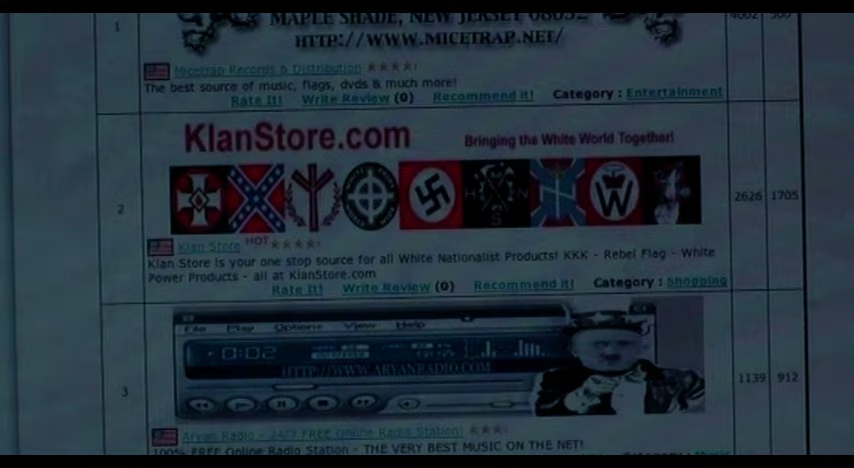 MAPLE SHADE, NEW JERSEY 08052
HTTP://WWW.MICETRAP.NET/
1
Micetrap Records & Distribution
The best source of music, flags, dvds & much more!
Rate It! Write Review (0) Recommend it! Category : Entertainment
KlanStore.com
Bringing the White World Together!
2
2626 1705
W
Klan Store HOT
Klan Store is your one stop source for all White Nationalist Products! KKK - Rebel Flag - White
Power Products - all at KlanStore.com
Rate It! Write Review (0) Recommend it! Category : Shopping
File Play Options View Help
0:02
HTTP://WWW.ARYANRADIO.COM
3
1139 912
Aryan Radio - 24/7 FREE Online Radio Station!
100% FREE Online Radio Station - THE VERY BEST MUSIC ON THE NET!